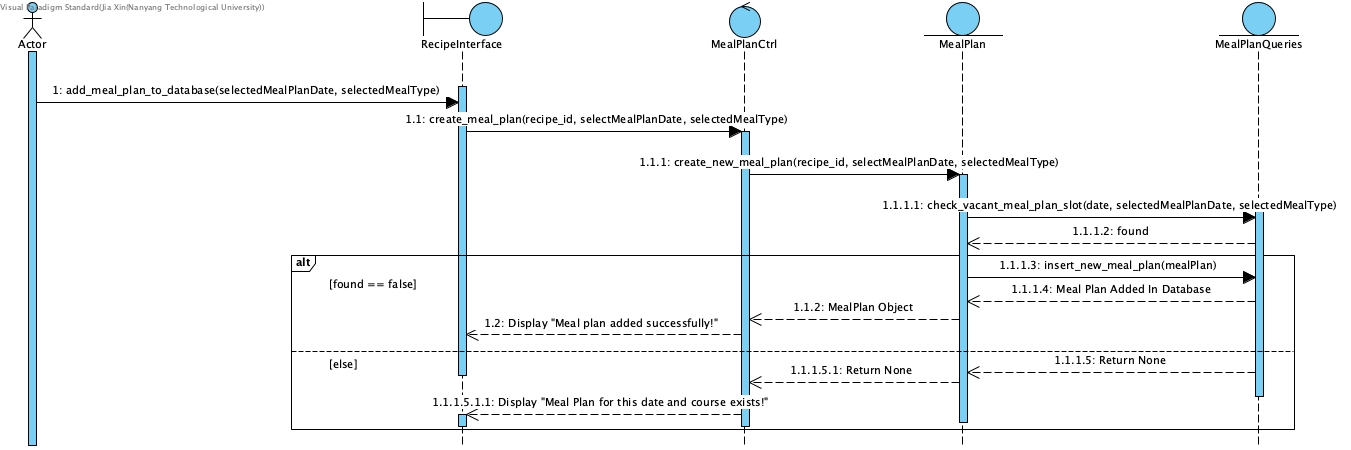 Visual Paradigm Standard(Jia Xin(Nanyang Technological University))
Actor
RecipeInterface
MealPlanCtrl
MealPlan
MealPlanQueries
1: add_meal_plan_to_database(selectedMealPlanDate, selectedMealType)
1.1: create_meal_plan(recipe_id, selectMealPlanDate, selectedMealType)
1.1.1: create_new_meal_plan(recipe_id, selectMealPlanDate, selectedMealType)
1.1.1.1: check_vacant_meal_plan_slot(date, selectedMealPlanDate, selectedMealType)
1.1.1.2: found
alt
1.1.1.3: insert_new_meal_plan(mealPlan)
[found == false]
1.1.1.4: Meal Plan Added In Database
1.1.2: MealPlan Object
1.2: Display "Meal plan added successfully!"
[else]
1.1.1.5: Return None
1.1.1.5.1: Return None
1.1.1.5.1.1: Display "Meal Plan for this date and course exists!"